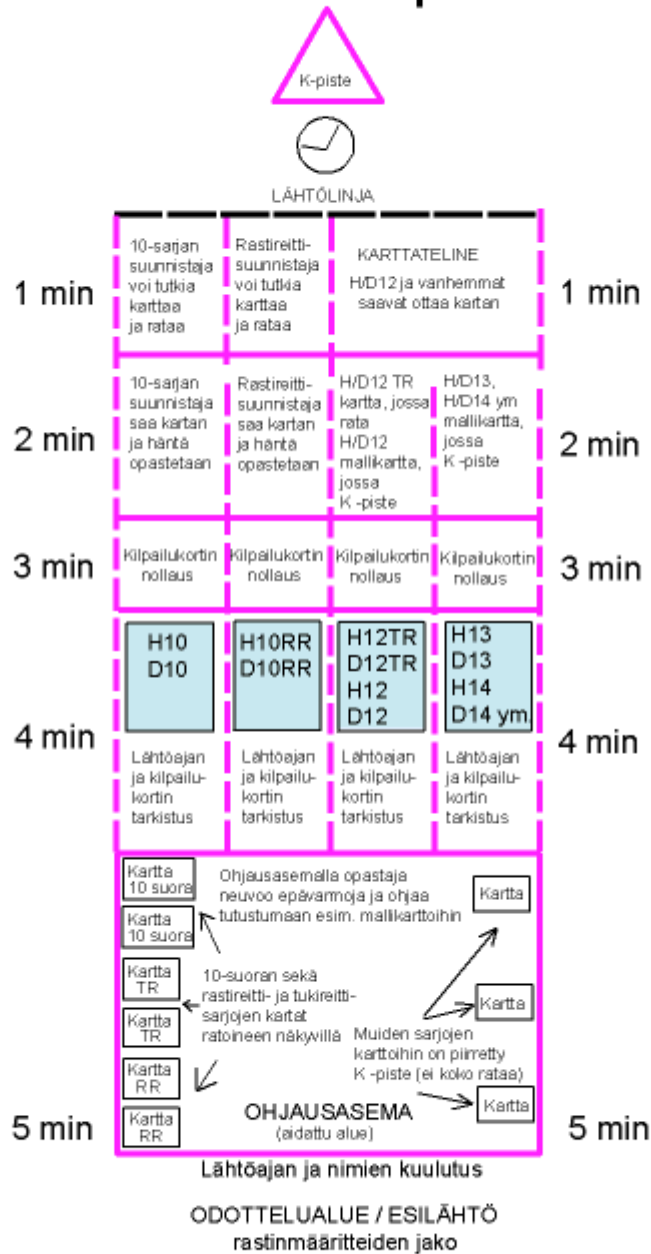 K-piste
LÄHTÖLINJA
1 min
10-sarjan
suunnistaja
voi tutkia
karttaa
ja rataa
Rastireitti-
suunnistaja
voi tutkia
karttaa
ja rataa
KARTTATELINE
H/D12 ja vanhemmat
saavat ottaa kartan
1 min
2 min
10-sarjan
suunnistaja
saa kartan
ja häntä
opastetaan
Rastireitti-
suunnistaja
saa kartan
ja häntä
opastetaan
H/D12 TR
kartta, jossa
rata
H/D12
mallikartta,
jossa
K -piste
H/D13,
H/D14 ym
mallikartta,
jossa
K -piste
2 min
3 min
Kilpailukortin
nollaus
Kilpailukortin
nollaus
Kilpailukortin
nollaus
Kilpailukortin
nollaus
3 min
4 min
H10
D10
H10RR
D10RR
H12TR
D12TR
H12
D12
H13
D13
H14
D14 ym.
Lähtöajan
ja kilpailu-
kortin
tarkistus
Lähtöajan
ja kilpailu-
kortin
tarkistus
Lähtöajan
ja kilpailu-
kortin
tarkistus
Lähtöajan
ja kilpailu-
kortin
tarkistus
4 min
Kartta
10 suora
Kartta
10 suora
Kartta
TR
Kartta
TR
Kartta
RR
Kartta
RR
Ohjausasemalla opastaja
neuvoo epävarmoja ja ohjaa
tutustumaan esim. mallikarttoihin
10-suoran sekä
rastireitti- ja tukireitti-
sarjojen kartat
ratoineen näkyvillä
Muiden sarjojen
karttoihin on piirretty
K -piste (ei koko rataa)
Kartta
Kartta
Kartta
5 min
OHJAUSASEMA
(aidattu alue)
5 min
Lähtöajan ja nimien kuulutus
ODOTTELUALUE / ESILÄHTÖ
rastinmääritteiden jako